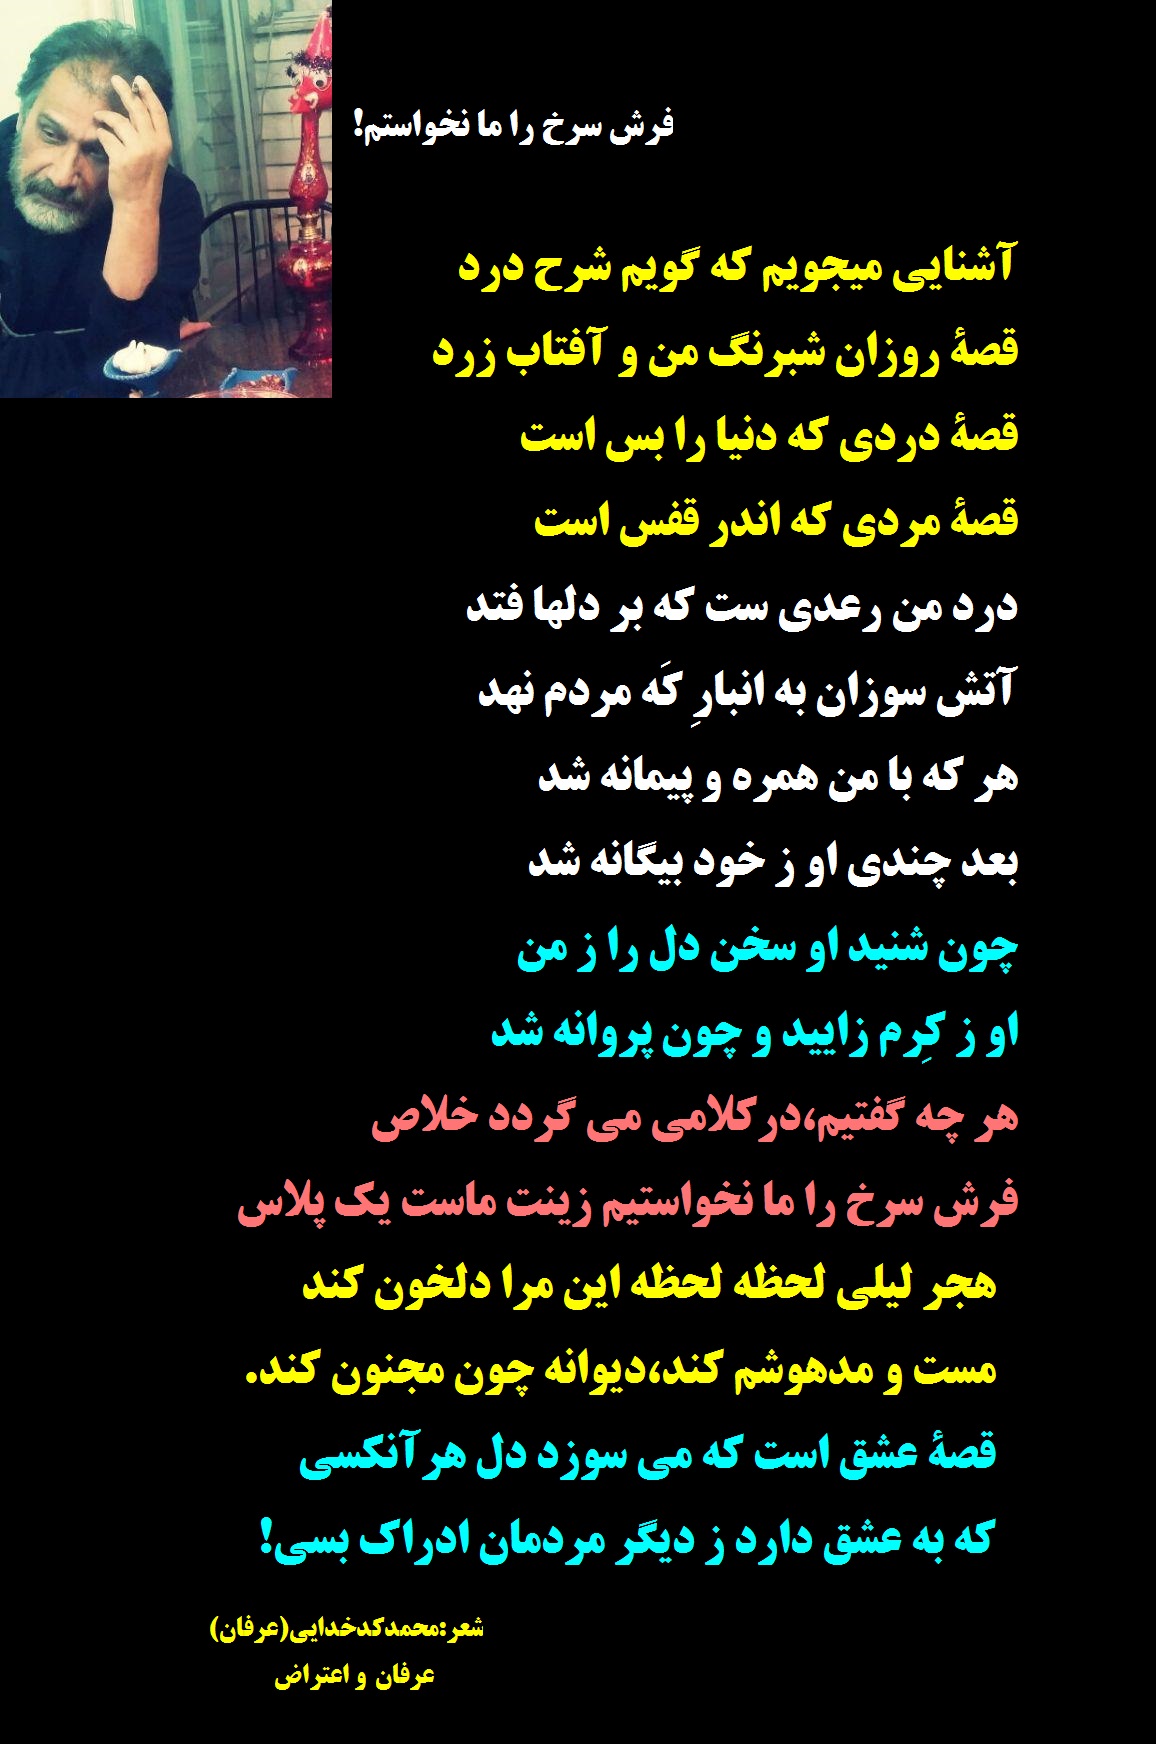 فرش سرخ را ما نخواستم!
آشنایی میجویم که گویم شرح درد
قصۀ روزان شبرنگ من و آفتاب زرد
قصۀ دردی که دنیا را بس است
قصۀ مردی که اندر قفس است
درد من رعدی ست که بر دلها فتد
آتش سوزان به انبارِ کَه مردم نهد
هر که با من همره و پیمانه شد
بعد چندی او ز خود بیگانه شد
چون شنید او سخن دل را ز من
او ز کِرم زایید و چون پروانه شد
هر چه گفتیم،درکلامی می گردد خلاص
فرش سرخ را ما نخواستیم زینت ماست یک پلاس
هجر لیلی لحظه لحظه این مرا دلخون کند
مست و مدهوشم کند،دیوانه چون مجنون کند.
قصۀ عشق است که می سوزد دل هرآنکسی
که به عشق دارد ز دیگر مردمان ادراک بسی!
شعر:محمدکدخدایی(عرفان)
عرفان و اعتراض